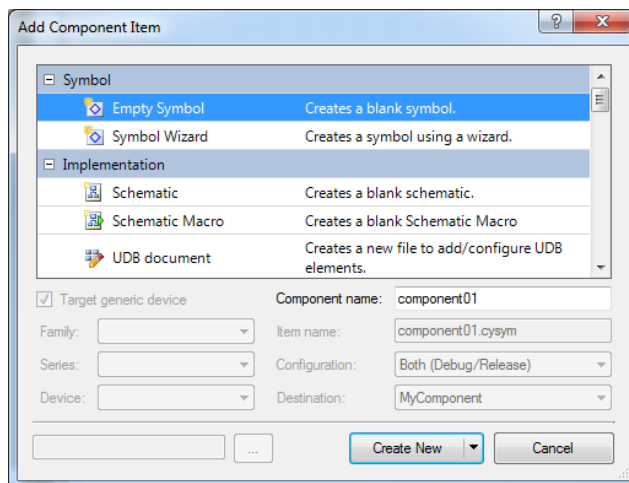 Add Component Item
Symbol
Empty Symbol Creates a blank symbol.
Symbol Wizard Creates a symbol using a wizard.
Implementation
Schematic Creates a blank schematic.
Schematic Macro Creates a blank Schematic Macro
UDB document Creates a new file to add/configure UDB
elements.
Target generic device Component name: component01
Family: Item name: component01.cysym
Series: Configuration: Both (Debug/Release)
Device: Destination: MyComponent
... Create New Cancel